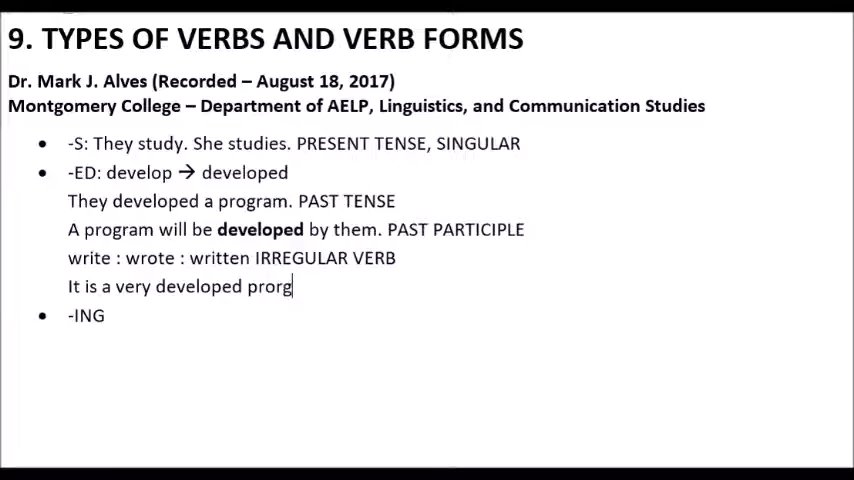 9. TYPES OF VERBS AND VERB FORMS
Dr. Mark J. Alves (Recorded – August 18, 2017)
Montgomery College – Department of AELP, Linguistics, and Communication Studies
• -S: They study. She studies. PRESENT TENSE, SINGULAR
• -ED: develop → developed
They developed a program. PAST TENSE
A program will be developed by them. PAST PARTICIPLE
write : wrote : written IRREGULAR VERB
It is a very developed prorg
• -ING